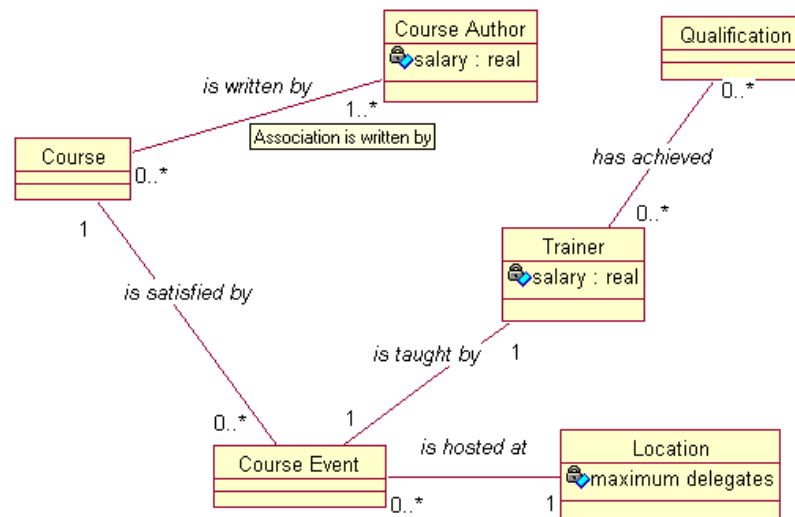 Course Author
salary : real
Qualification
is written by
1..*
0..*
Association is written by
Course
0..*
has achieved
1
0..*
Trainer
salary : real
is satisfied by
is taught by
1
0..*
1
Course Event
is hosted at
Location
maximum delegates
0..*
1